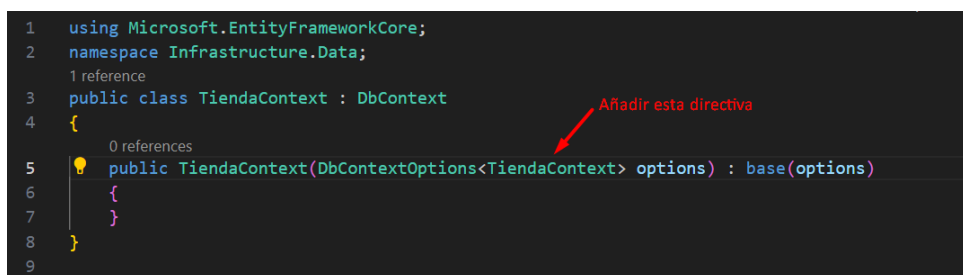 1 using Microsoft.EntityFrameworkCore;
2 namespace Infrastructure.Data;
1 reference
3 public class TiendaContext : DbContext
Añadir esta directiva
4 {
0 references
5 public TiendaContext(DbContextOptions<TiendaContext> options) : base(options)
6 {
7 }
8 }
9